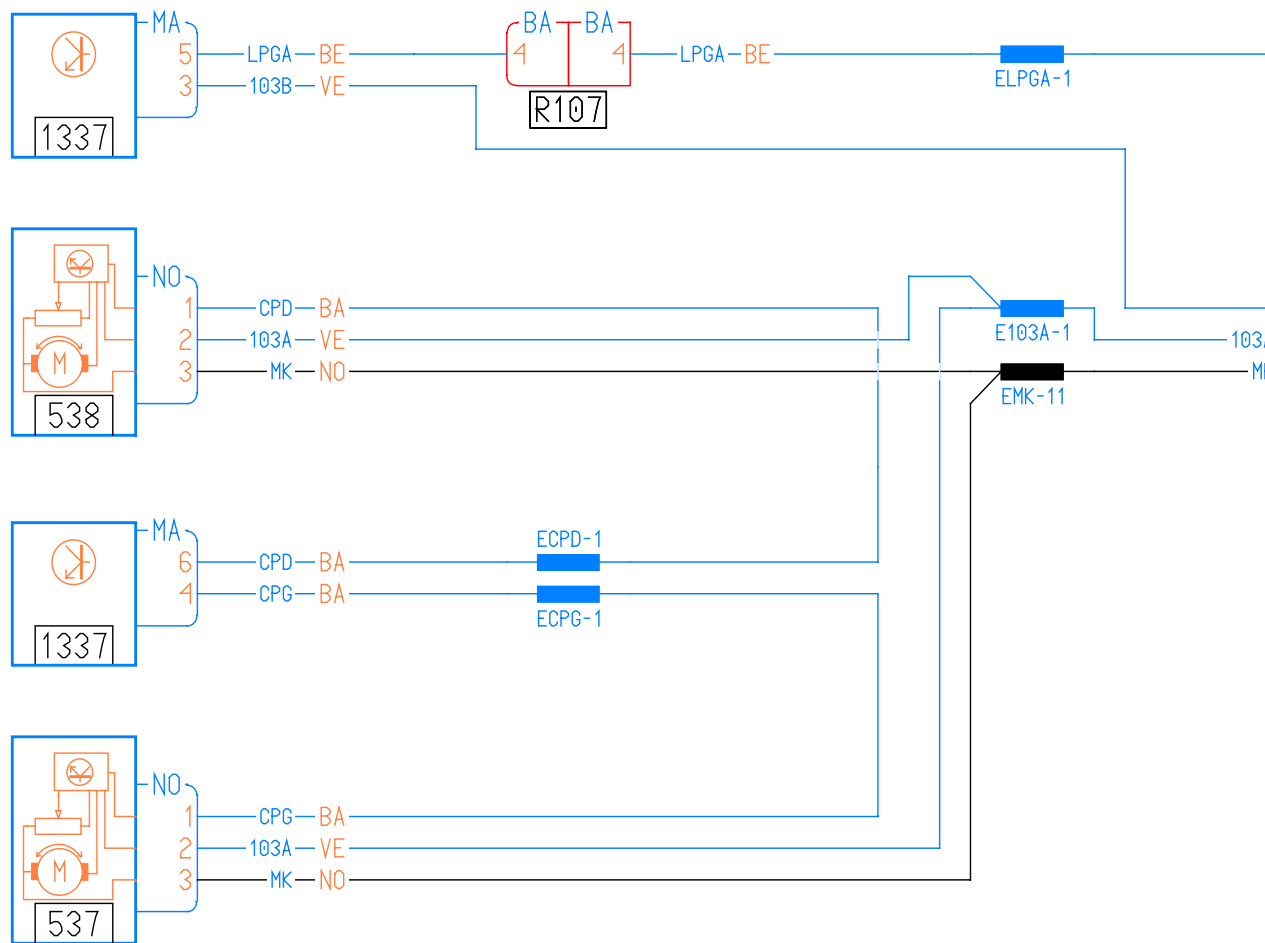 MA BA BA
5 LPGA BE 4 4 LPGA BE
ELPGA-1
3 103B VE
R107
1337
NO
1 CPD BA
2 103A VE
E103A-1
103A
3 MK NO
EMK-11
538
MA
ECPD-1
6 CPD BA
4 CPG BA
ECPG-1
1337
NO
M
1 CPG BA
2 103A VE
M
3 MK NO
537